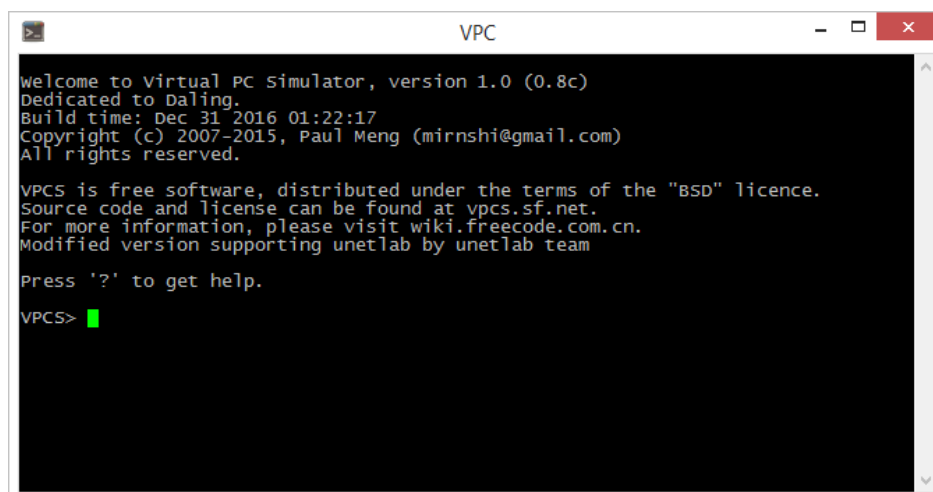 VPC
Welcome to Virtual PC Simulator, version 1.0 (0.8c)
Dedicated to Daling.
Build time: Dec 31 2016 01:22:17
Copyright (c) 2007-2015, Paul Meng (mirnshi@gmail.com)
All rights reserved.
VPCS is free software, distributed under the terms of the "BSD" licence.
Source code and license can be found at vpcs.sf.net.
For more information, please visit wiki.freecode.com.cn.
Modified version supporting unetlab by unetlab team
Press '?' to get help.
VPCS>